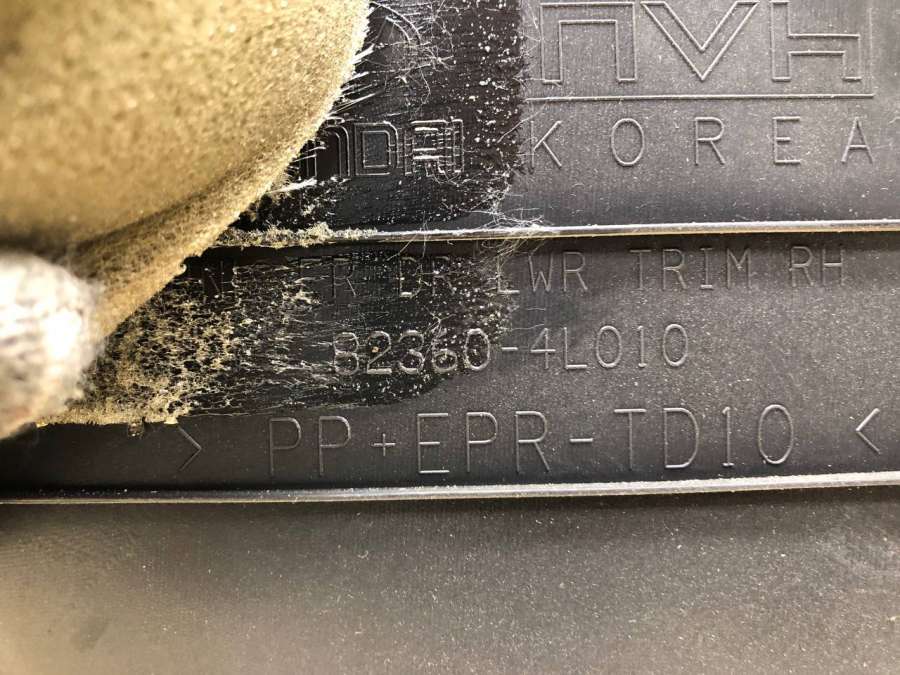 NVH
KOREA
DR LWR TRIM RH
82360-4L010
> PP+EPR-TD10 <